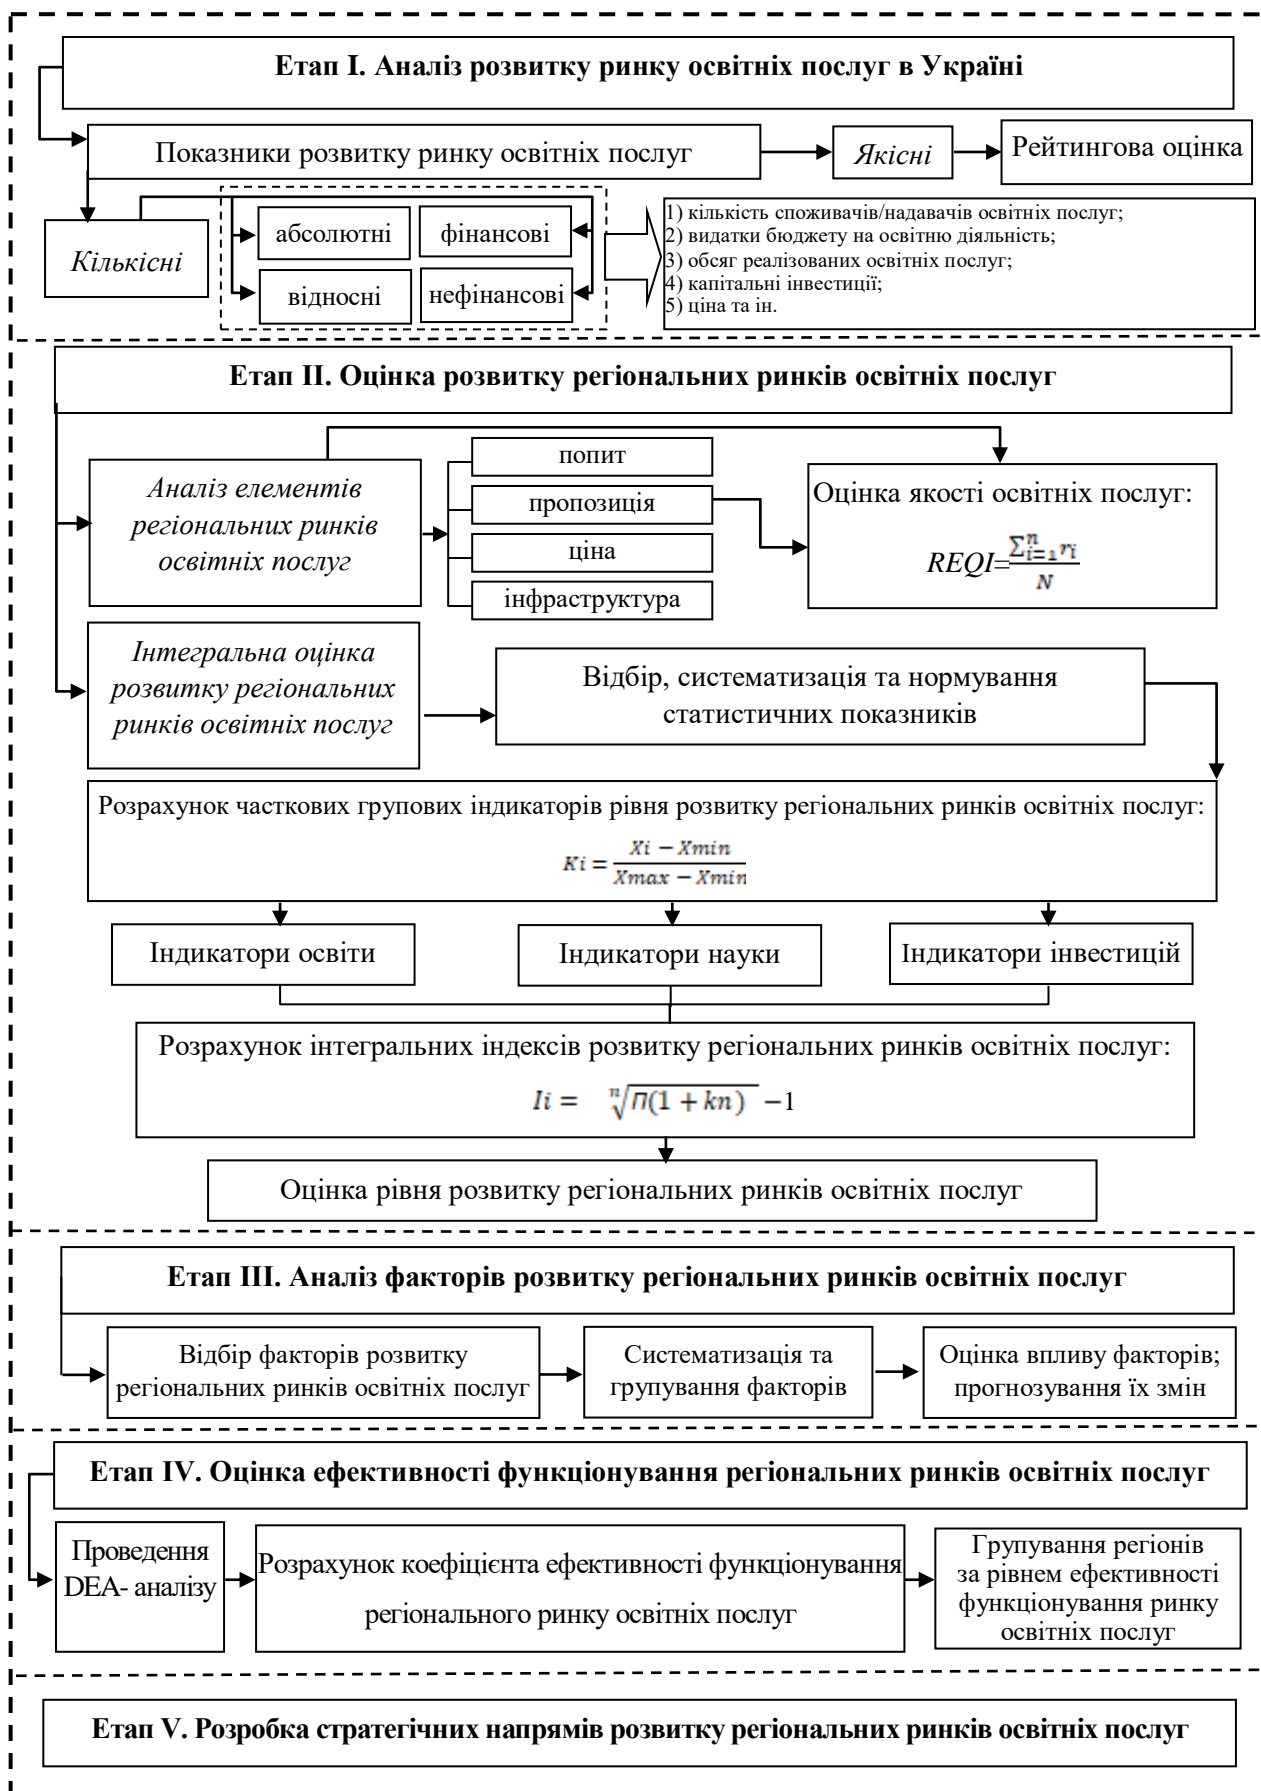 Етап I. Аналіз розвитку ринку освітніх послуг в Україні
Показники розвитку ринку освітніх послуг
Якісні
Рейтингова оцінка
Кількісні
абсолютні
фінансові
відносні
нефінансові
1) кількість споживачів/надавачів освітніх послуг;
2) видатки бюджету на освітню діяльність;
3) обсяг реалізованих освітніх послуг;
4) капітальні інвестиції;
5) ціна та ін.
Етап II. Оцінка розвитку регіональних ринків освітніх послуг
Аналіз елементів
регіональних ринків
освітніх послуг
попит
пропозиція
ціна
інфраструктура
Оцінка якості освітніх послуг:
REQI=\frac{\sum_{i=1}^{n} r_i}{N}
Інтегральна оцінка
розвитку регіональних
ринків освітніх послуг
Відбір, систематизація та нормування
статистичних показників
Розрахунок часткових групових індикаторів рівня розвитку регіональних ринків освітніх послуг:
Ki = \frac{Xi − Xmin}{Xmax − Xmin}
Індикатори освіти
Індикатори науки
Індикатори інвестицій
Розрахунок інтегральних індексів розвитку регіональних ринків освітніх послуг:
Ii = \sqrt[n]{П(1 + kn)} −1
Оцінка рівня розвитку регіональних ринків освітніх послуг
Етап III. Аналіз факторів розвитку регіональних ринків освітніх послуг
Відбір факторів розвитку
регіональних ринків освітніх послуг
Систематизація та
групування факторів
Оцінка впливу факторів;
прогнозування їх змін
Етап IV. Оцінка ефективності функціонування регіональних ринків освітніх послуг
Проведення
DEA- аналізу
Розрахунок коефіцієнта ефективності функціонування
регіонального ринку освітніх послуг
Групування регіонів
за рівнем ефективності
функціонування ринку
освітніх послуг
Етап V. Розробка стратегічних напрямів розвитку регіональних ринків освітніх послуг